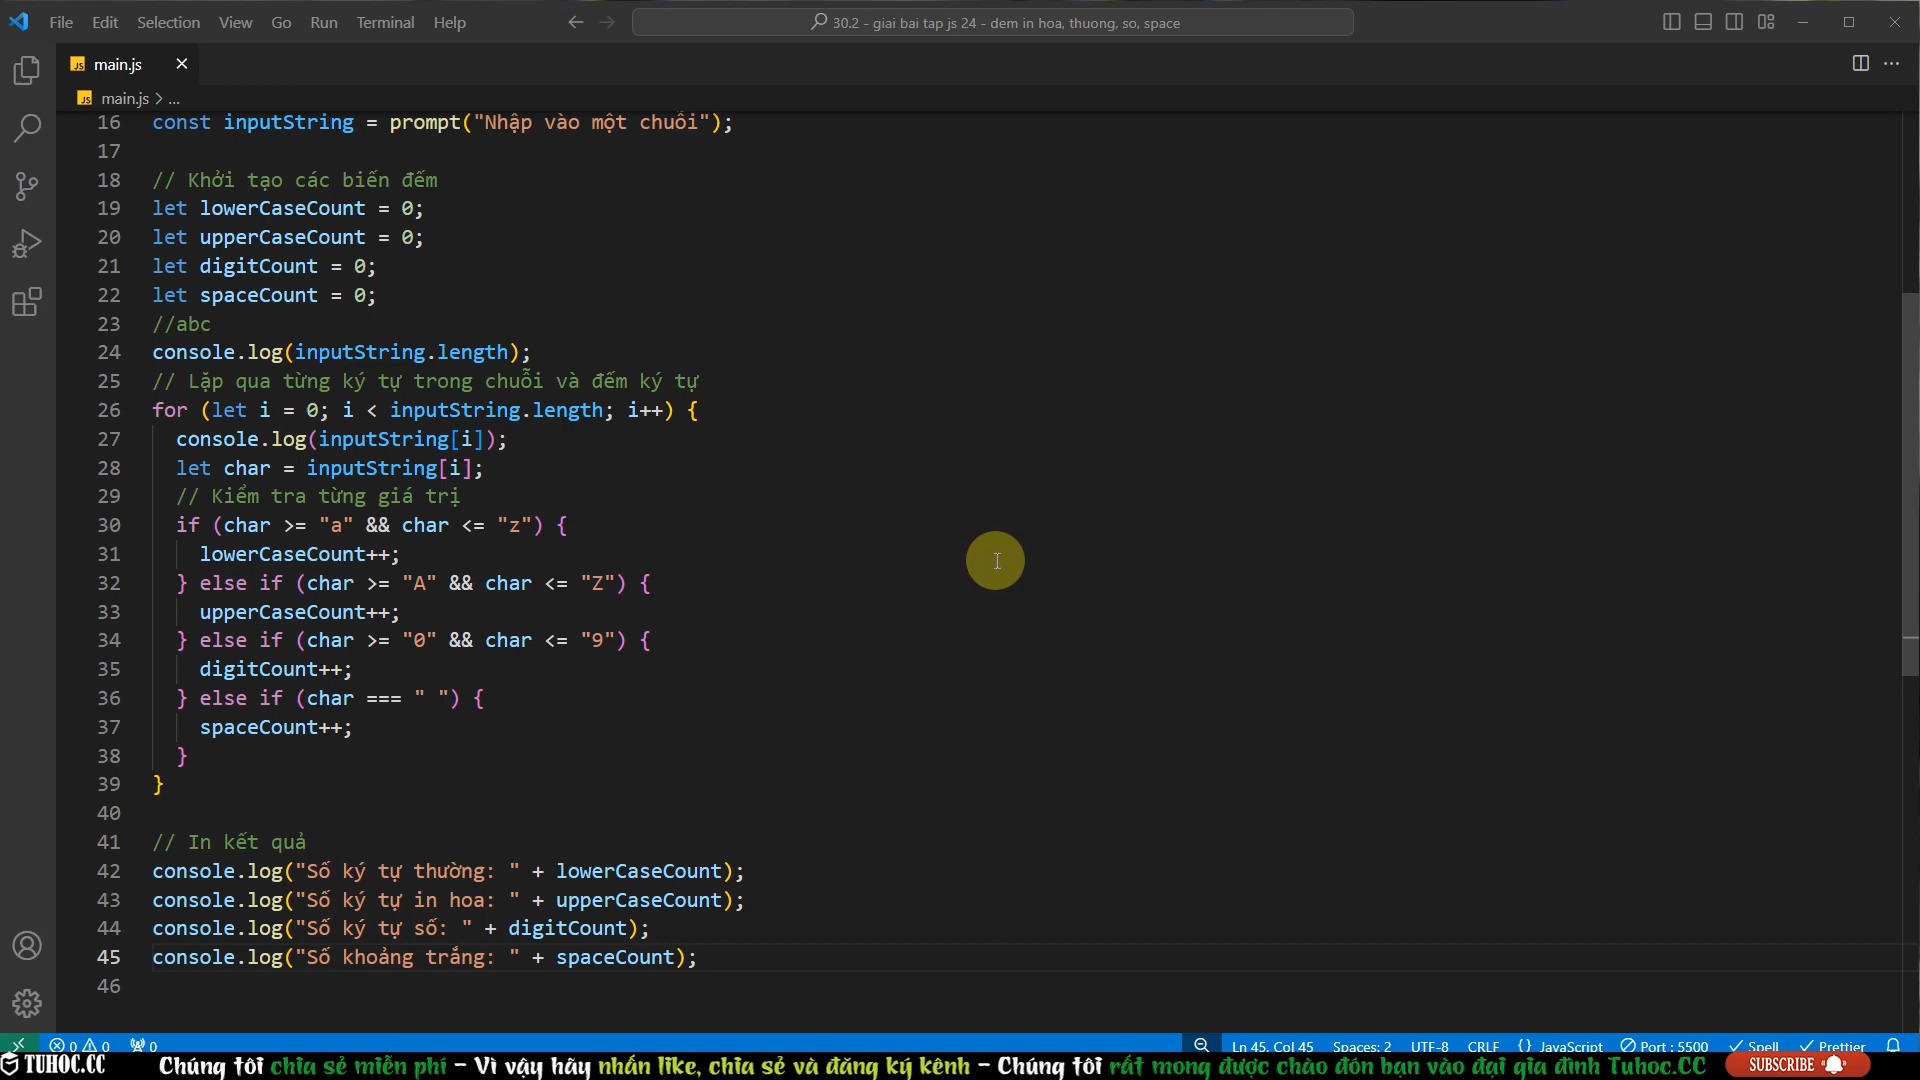 File Edit Selection View Go Run Terminal Help
30.2 - giai bai tap js 24 - dem in hoa, thuong, so, space
JS main.js
JS main.js > ...
16 const inputString = prompt("Nhập vào một chuỗi");
17
18 // Khởi tạo các biến đếm
19 let lowerCaseCount = 0;
20 let upperCaseCount = 0;
21 let digitCount = 0;
22 let spaceCount = 0;
23 //abc
24 console.log(inputString.length);
25 // Lặp qua từng ký tự trong chuỗi và đếm ký tự
26 for (let i = 0; i < inputString.length; i++) {
27 console.log(inputString[i]);
28 let char = inputString[i];
29 // Kiểm tra từng giá trị
30 if (char >= "a" && char <= "z") {
31 lowerCaseCount++;
32 } else if (char >= "A" && char <= "Z") {
33 upperCaseCount++;
34 } else if (char >= "0" && char <= "9") {
35 digitCount++;
36 } else if (char === " ") {
37 spaceCount++;
38 }
39 }
40
41 // In kết quả
42 console.log("Số ký tự thường: " + lowerCaseCount);
43 console.log("Số ký tự in hoa: " + upperCaseCount);
44 console.log("Số ký tự số: " + digitCount);
45 console.log("Số khoảng trắng: " + spaceCount);
46
0 0 0 Ln 45, Col 45 Spaces: 2 UTF-8 CRLF {} JavaScript Port : 5500 Spell Prettier
TUHOC.CC Chúng tôi chia sẻ miễn phí - Vì vậy hãy nhấn like, chia sẻ và đăng ký kênh - Chúng tôi rất mong được chào đón bạn vào đại gia đình Tuhoc.CC SUBSCRIBE